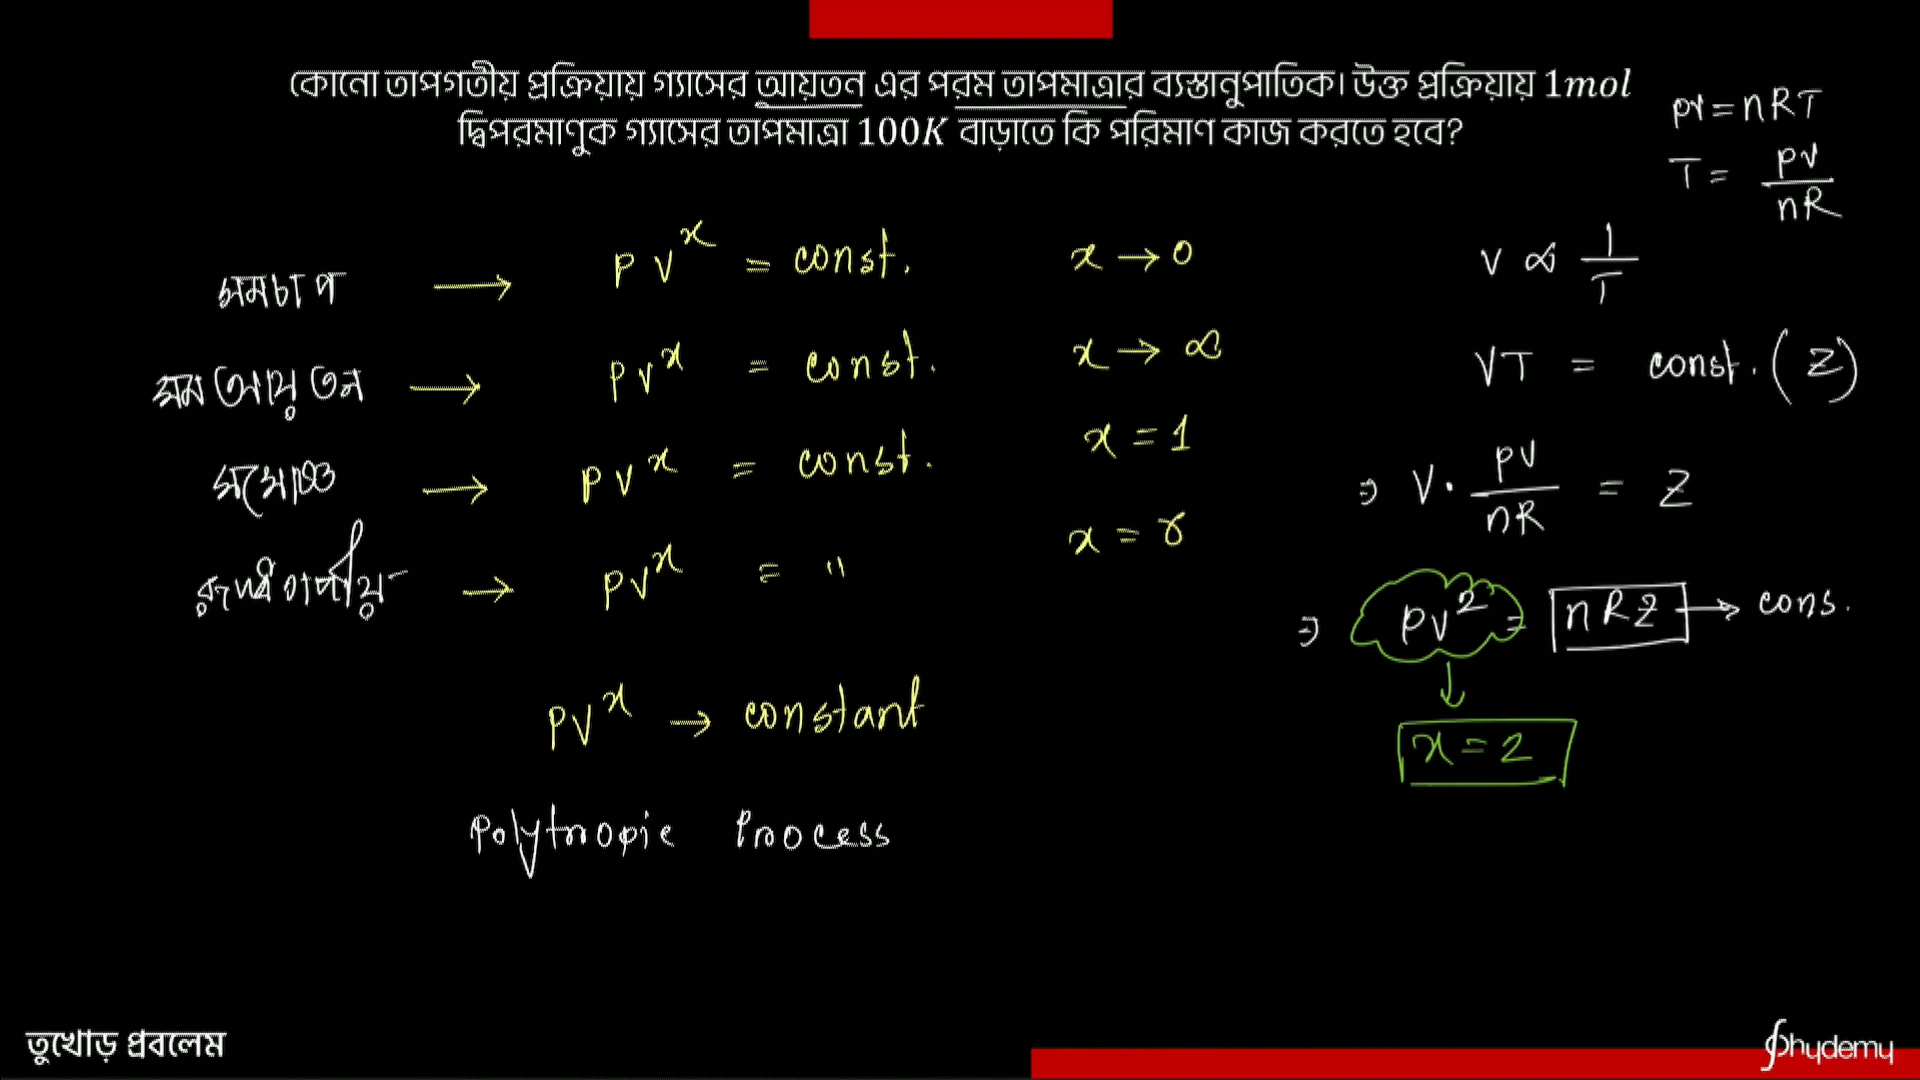 কোনো তাপগতীয় প্রক্রিয়ায় গ্যাসের আয়তন এর পরম তাপমাত্রার ব্যস্তানুপাতিক। উক্ত প্রক্রিয়ায় 1mol
দ্বিপরমাণুক গ্যাসের তাপমাত্রা 100K বাড়াতে কি পরিমাণ কাজ করতে হবে?
সমচাপ → PV^x = const. x → 0
সম আয়তন → PV^x = const. x → ∞
সমোষ্ণ → PV^x = const. x = 1
রুদ্ধতাপীয় → PV^x = " x = γ
PV^x → constant
Polytropic Process
PV = nRT
T = PV/nR
V ∝ 1/T
VT = const. (Z)
⇒ V · PV/nR = Z
⇒ PV^2 = nRZ → cons.
↓
x = 2
তুখোড় প্রবলেম
Phydemy